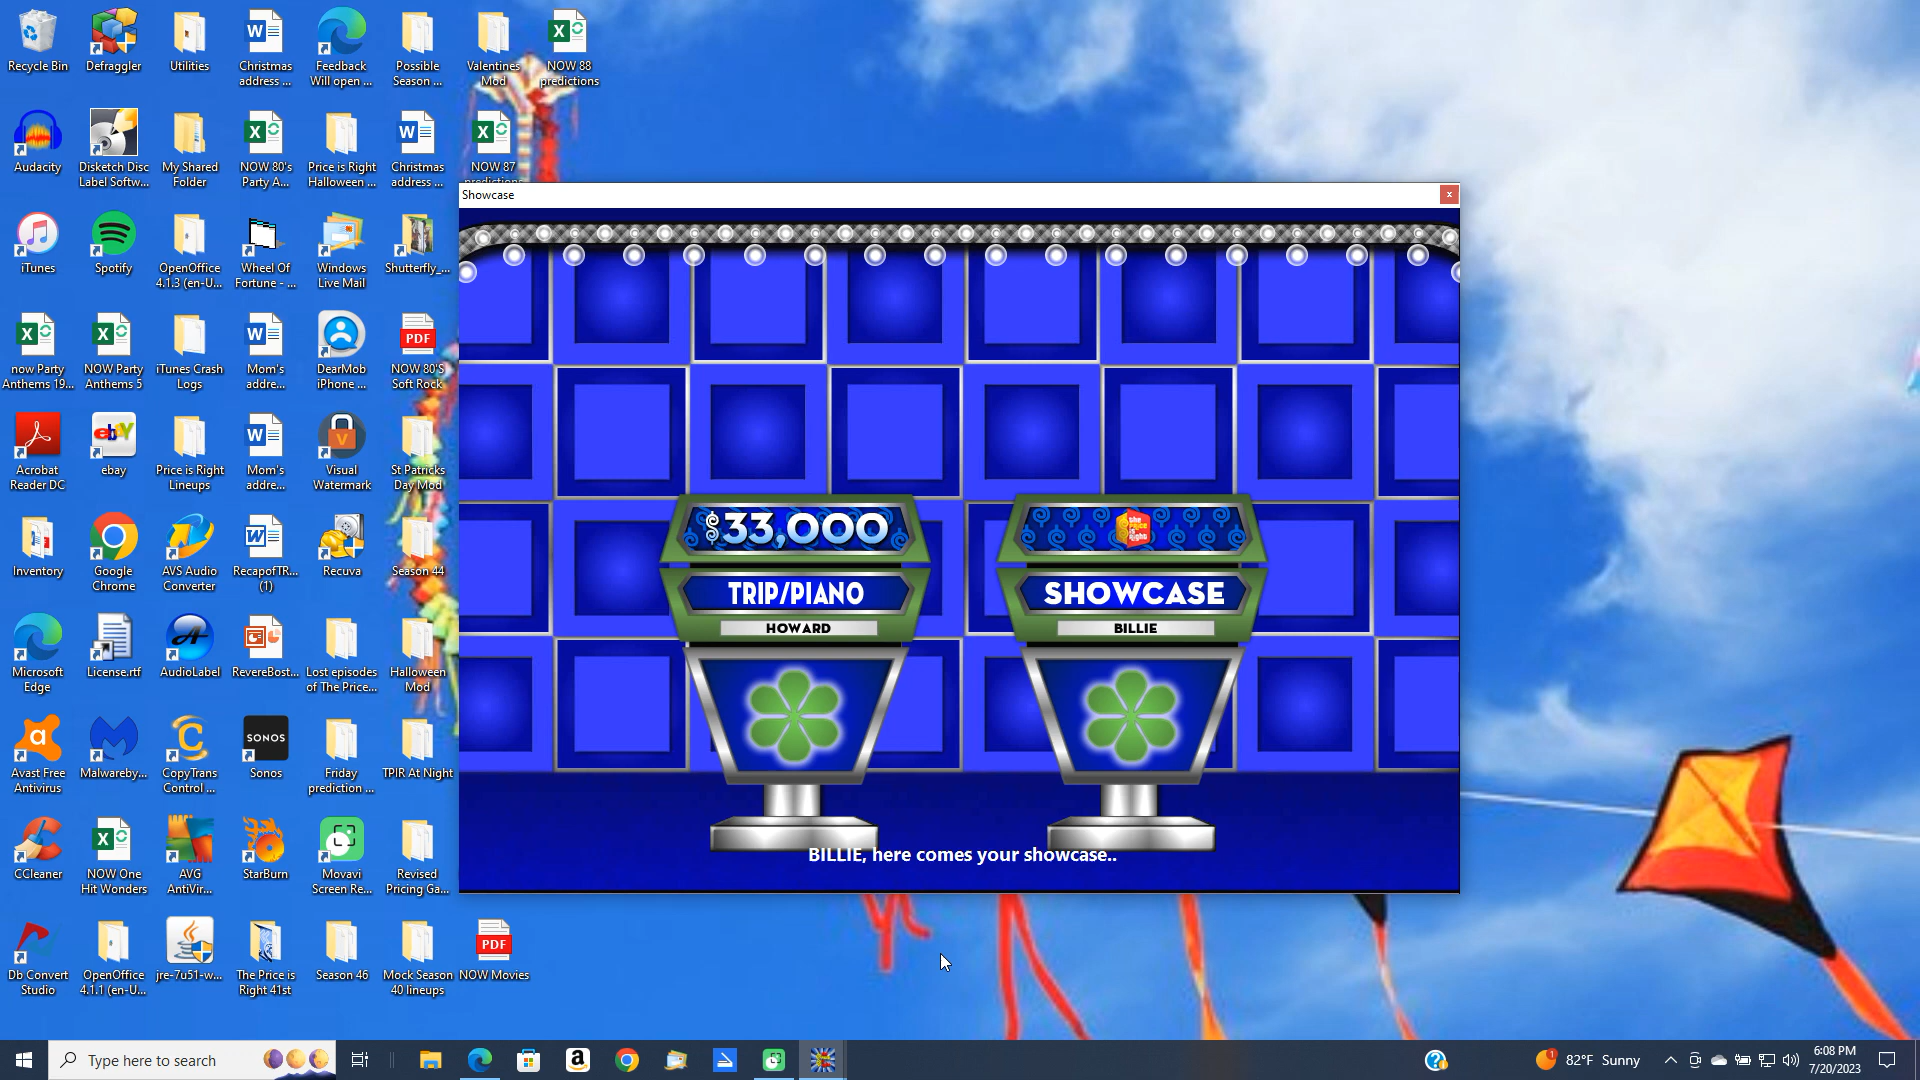 Recycle Bin
Defraggler
Utilities
Christmas
address ...
Feedback
Will open ...
Possible
Season ...
Valentines
Mod
NOW 88
predictions
Audacity
Disketch Disc
Label Softw...
My Shared
Folder
NOW 80's
Party A...
Price is Right
Halloween ...
Christmas
address ...
NOW 87
predictions
iTunes
Spotify
OpenOffice
4.1.3 (en-U...
Wheel Of
Fortune - ...
Windows
Live Mail
Shutterfly_...
now Party
Anthems 19...
NOW Party
Anthems 5
iTunes Crash
Logs
Mom's
addre...
DearMob
iPhone ...
PDF
NOW 80'S
Soft Rock
Acrobat
Reader DC
ebay
ebay
Price is Right
Lineups
Mom's
addre...
Visual
Watermark
St Patricks
Day Mod
Inventory
Google
Chrome
AVS Audio
Converter
RecapofTR...
(1)
Recuva
Season 44
Microsoft
Edge
License.rtf
AudioLabel
RevereBost...
Lost episodes
of The Price...
Halloween
Mod
Avast Free
Antivirus
Malwareby...
CopyTrans
Control ...
SONOS
Sonos
Friday
prediction ...
TPIR At Night
CCleaner
NOW One
Hit Wonders
AVG
AntiVir...
StarBurn
Movavi
Screen Re...
Revised
Pricing Ga...
Db Convert
Studio
OpenOffice
4.1.1 (en-U...
jre-7u51-w...
The Price is
Right 41st
Season 46
Mock Season
40 lineups
PDF
NOW Movies
Showcase
x
$33,000
TRIP/PIANO
HOWARD
the Price is Right
SHOWCASE
BILLIE
BILLIE, here comes your showcase..
Type here to search
1
82°F Sunny
6:08 PM
7/20/2023